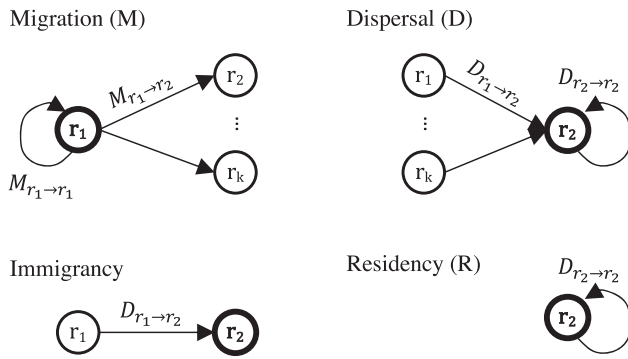 Migration (M)
M_{r_1→r_2}
r_2
r_1
⋮
r_k
M_{r_1→r_1}
Dispersal (D)
r_1
D_{r_1→r_2}
D_{r_2→r_2}
⋮
r_2
r_k
Immigrancy
r_1
D_{r_1→r_2}
r_2
Residency (R)
D_{r_2→r_2}
r_2